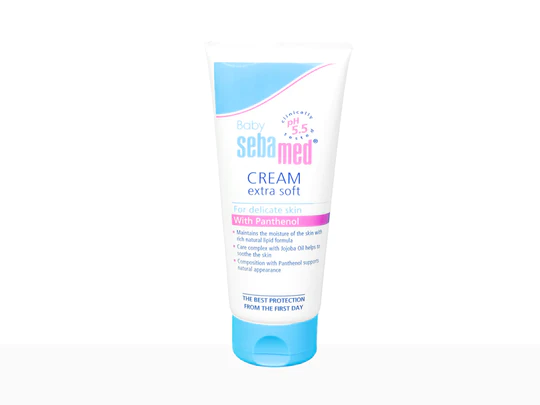 clinically tested
pH
5.5
Baby
sebamed®
CREAM
extra soft
For delicate skin
With Panthenol
• Maintains the moisture of the skin with
rich natural lipid formula
• Care complex with Jojoba Oil helps to
soothe the skin
• Composition with Panthenol supports
natural appearance
THE BEST PROTECTION
FROM THE FIRST DAY